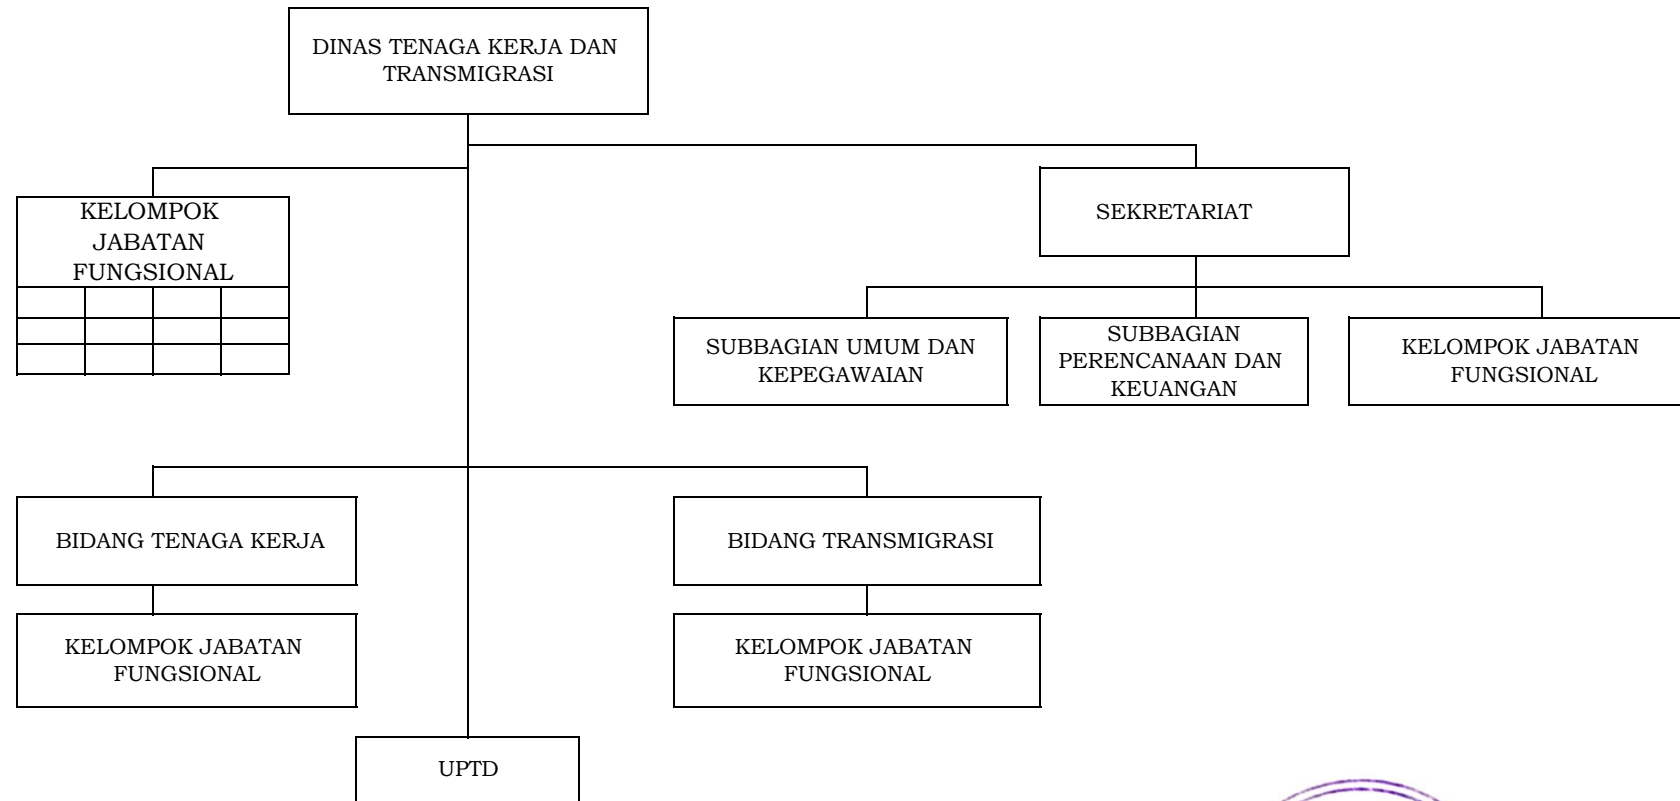 DINAS TENAGA KERJA DAN
TRANSMIGRASI
KELOMPOK
JABATAN
FUNGSIONAL
SEKRETARIAT
SUBBAGIAN UMUM DAN
KEPEGAWAIAN
SUBBAGIAN
PERENCANAAN DAN
KEUANGAN
KELOMPOK JABATAN
FUNGSIONAL
BIDANG TENAGA KERJA
BIDANG TRANSMIGRASI
KELOMPOK JABATAN
FUNGSIONAL
KELOMPOK JABATAN
FUNGSIONAL
UPTD